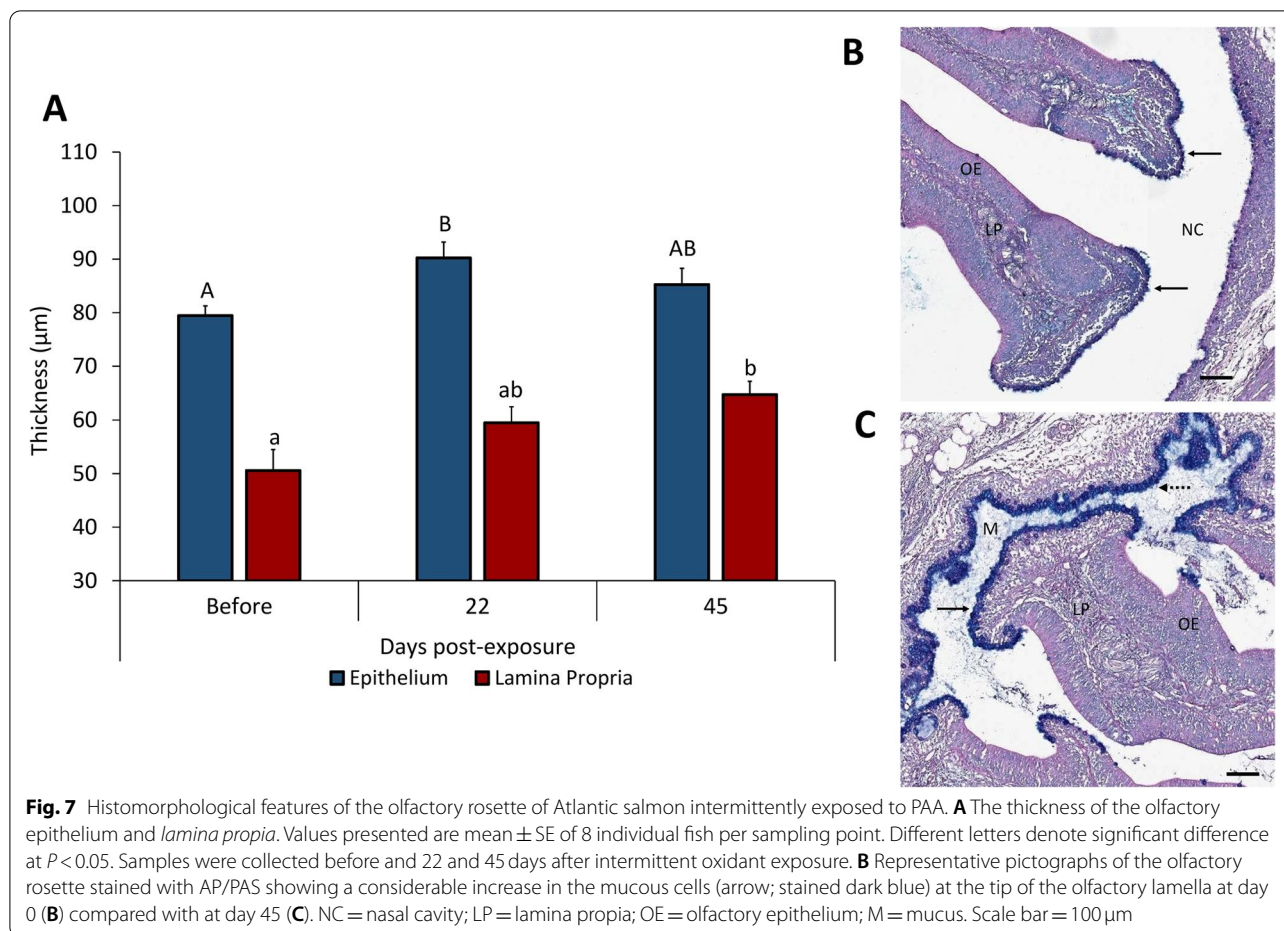 A
110
100
90
80
70
60
50
40
30
Thickness (µm)
A
a
B
ab
AB
b
Before
22
45
Days post-exposure
Epithelium
Lamina Propria
B
OE
LP
NC
C
M
LP
OE
Fig. 7 Histomorphological features of the olfactory rosette of Atlantic salmon intermittently exposed to PAA. A The thickness of the olfactory
epithelium and lamina propia. Values presented are mean ± SE of 8 individual fish per sampling point. Different letters denote significant difference
at P < 0.05. Samples were collected before and 22 and 45 days after intermittent oxidant exposure. B Representative pictographs of the olfactory
rosette stained with AP/PAS showing a considerable increase in the mucous cells (arrow; stained dark blue) at the tip of the olfactory lamella at day
0 (B) compared with at day 45 (C). NC = nasal cavity; LP = lamina propia; OE = olfactory epithelium; M = mucus. Scale bar = 100 µm